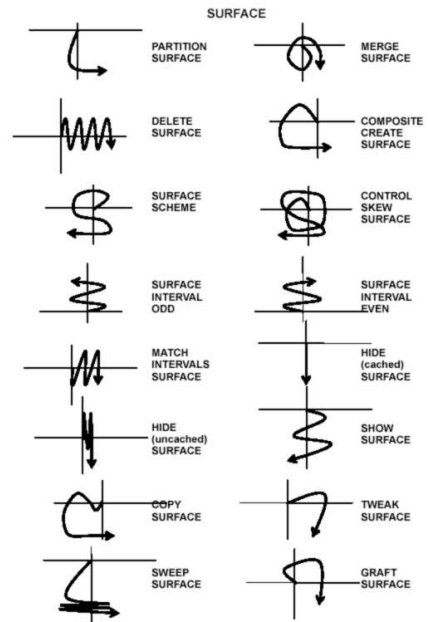 SURFACE
PARTITION
SURFACE
MERGE
SURFACE
DELETE
SURFACE
COMPOSITE
CREATE
SURFACE
SURFACE
SCHEME
CONTROL
SKEW
SURFACE
SURFACE
INTERVAL
ODD
SURFACE
INTERVAL
EVEN
MATCH
INTERVALS
SURFACE
HIDE
(cached)
SURFACE
HIDE
(uncached)
SURFACE
SHOW
SURFACE
COPY
SURFACE
TWEAK
SURFACE
SWEEP
SURFACE
GRAFT
SURFACE